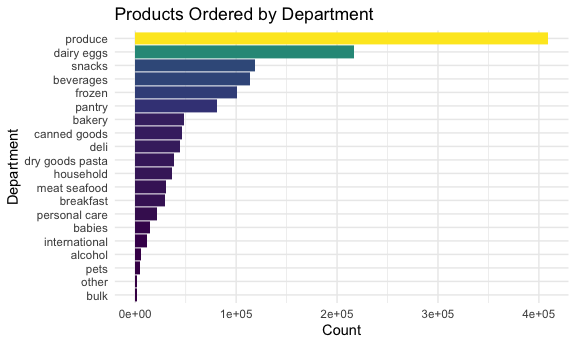 Products Ordered by Department
Department
produce
dairy eggs
snacks
beverages
frozen
pantry
bakery
canned goods
deli
dry goods pasta
household
meat seafood
breakfast
personal care
babies
international
alcohol
pets
other
bulk
0e+00 1e+05 2e+05 3e+05 4e+05
Count